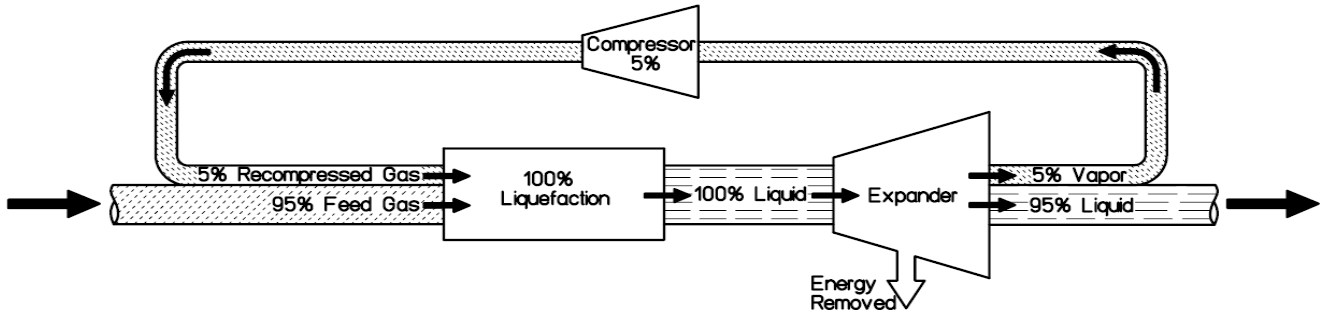 Compressor
5%
5% Recompressed Gas
95% Feed Gas
100%
Liquefaction
100% Liquid
Expander
5% Vapor
95% Liquid
Energy
Removed